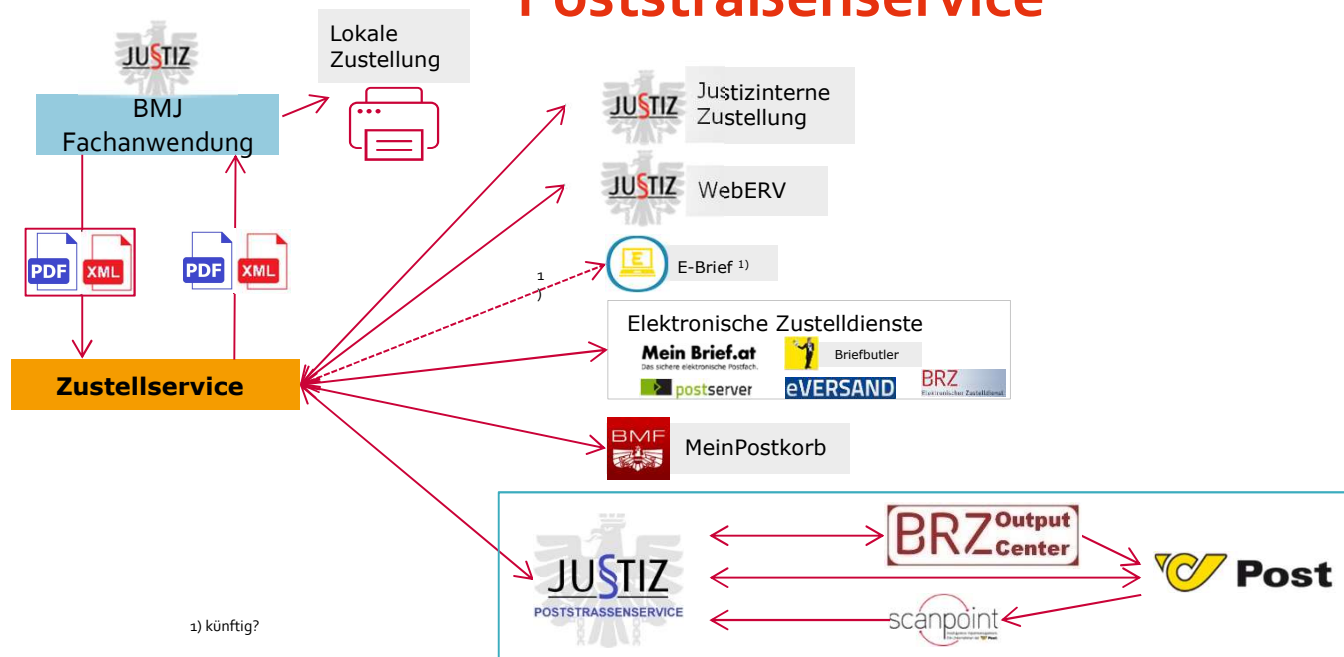 Poststraßenservice
JUSTIZ
BMJ
Fachanwendung
Lokale
Zustellung
PDF
XML
PDF
XML
Zustellservice
JUSTIZ
Justizinterne
Zustellung
JUSTIZ
WebERV
1
)
E
E-Brief 1)
Elektronische Zustelldienste
Mein Brief.at
Das sichere elektronische Postfach.
Briefbutler
postserver
eVERSAND
BRZ
Elektronischer Zustelldienst
BMF
MeinPostkorb
JUSTIZ
POSTSTRASSENSERVICE
BRZ Output
Center
Post
scanpoint
1) künftig?